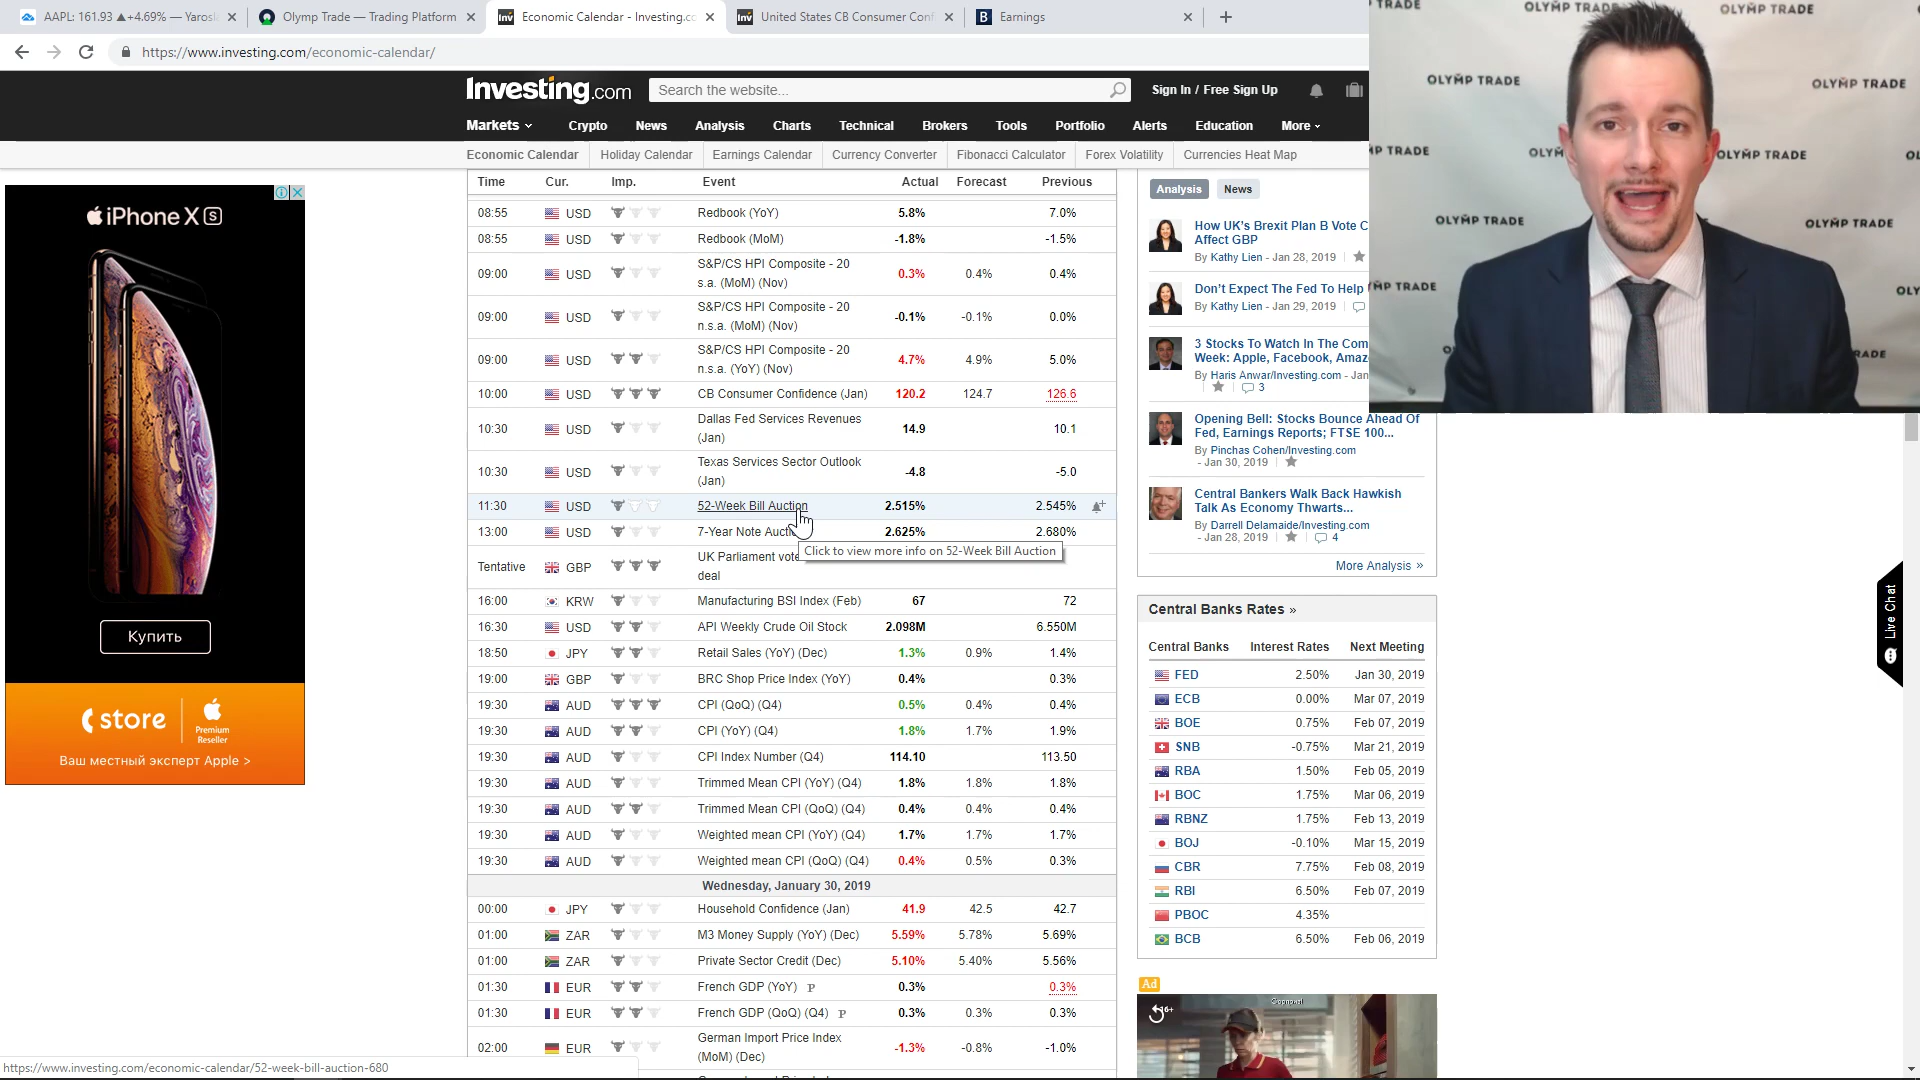 AAPL: 161.93 ▲+4.69% — Yarosl
Olymp Trade — Trading Platform
Economic Calendar - Investing.co
United States CB Consumer Conf
Earnings
https://www.investing.com/economic-calendar/
Investing.com
Search the website...
Sign In / Free Sign Up
Markets
Crypto
News
Analysis
Charts
Technical
Brokers
Tools
Portfolio
Alerts
Education
More
Economic Calendar
Holiday Calendar
Earnings Calendar
Currency Converter
Fibonacci Calculator
Forex Volatility
Currencies Heat Map
iPhone XS
Купить
store
Premium
Reseller
Ваш местный эксперт Apple >
Time Cur. Imp. Event Actual Forecast Previous
08:55 USD Redbook (YoY) 5.8% 7.0%
08:55 USD Redbook (MoM) -1.8% -1.5%
09:00 USD S&P/CS HPI Composite - 20 0.3% 0.4% 0.4%
s.a. (MoM) (Nov)
09:00 USD S&P/CS HPI Composite - 20 -0.1% -0.1% 0.0%
n.s.a. (MoM) (Nov)
09:00 USD S&P/CS HPI Composite - 20 4.7% 4.9% 5.0%
n.s.a. (YoY) (Nov)
10:00 USD CB Consumer Confidence (Jan) 120.2 124.7 126.6
10:30 USD Dallas Fed Services Revenues 14.9 10.1
(Jan)
10:30 USD Texas Services Sector Outlook -4.8 -5.0
(Jan)
11:30 USD 52-Week Bill Auction 2.515% 2.545%
13:00 USD 7-Year Note Aucti 2.625% 2.680%
Click to view more info on 52-Week Bill Auction
Tentative GBP UK Parliament vote
deal
16:00 KRW Manufacturing BSI Index (Feb) 67 72
16:30 USD API Weekly Crude Oil Stock 2.098M 6.550M
18:50 JPY Retail Sales (YoY) (Dec) 1.3% 0.9% 1.4%
19:00 GBP BRC Shop Price Index (YoY) 0.4% 0.3%
19:30 AUD CPI (QoQ) (Q4) 0.5% 0.4% 0.4%
19:30 AUD CPI (YoY) (Q4) 1.8% 1.7% 1.9%
19:30 AUD CPI Index Number (Q4) 114.10 113.50
19:30 AUD Trimmed Mean CPI (YoY) (Q4) 1.8% 1.8% 1.8%
19:30 AUD Trimmed Mean CPI (QoQ) (Q4) 0.4% 0.4% 0.4%
19:30 AUD Weighted mean CPI (YoY) (Q4) 1.7% 1.7% 1.7%
19:30 AUD Weighted mean CPI (QoQ) (Q4) 0.4% 0.5% 0.3%
Wednesday, January 30, 2019
00:00 JPY Household Confidence (Jan) 41.9 42.5 42.7
01:00 ZAR M3 Money Supply (YoY) (Dec) 5.59% 5.78% 5.69%
01:00 ZAR Private Sector Credit (Dec) 5.10% 5.40% 5.56%
01:30 EUR French GDP (YoY) P 0.3% 0.3%
01:30 EUR French GDP (QoQ) (Q4) P 0.3% 0.3% 0.3%
02:00 EUR German Import Price Index -1.3% -0.8% -1.0%
(MoM) (Dec)
https://www.investing.com/economic-calendar/52-week-bill-auction-680
Analysis
News
How UK's Brexit Plan B Vote C
Affect GBP
By Kathy Lien - Jan 28, 2019
Don't Expect The Fed To Help
By Kathy Lien - Jan 29, 2019
3 Stocks To Watch In The Com
Week: Apple, Facebook, Amaz
By Haris Anwar/Investing.com - Jan
3
Opening Bell: Stocks Bounce Ahead Of
Fed, Earnings Reports; FTSE 100...
By Pinchas Cohen/Investing.com
- Jan 30, 2019
Central Bankers Walk Back Hawkish
Talk As Economy Thwarts...
By Darrell Delamaide/Investing.com
- Jan 28, 2019 4
More Analysis »
Central Banks Rates »
Central Banks Interest Rates Next Meeting
FED 2.50% Jan 30, 2019
ECB 0.00% Mar 07, 2019
BOE 0.75% Feb 07, 2019
SNB -0.75% Mar 21, 2019
RBA 1.50% Feb 05, 2019
BOC 1.75% Mar 06, 2019
RBNZ 1.75% Feb 13, 2019
BOJ -0.10% Mar 15, 2019
CBR 7.75% Feb 08, 2019
RBI 6.50% Feb 07, 2019
PBOC 4.35%
BCB 6.50% Feb 06, 2019
Ad
Live Chat
TRADE
OLYMP TRADE
OLYMP TRADE
OLYMP TRADE
OLYMP TRADE
MP TRADE
OLYM
OLYMP TRADE
OL
OLYMP TRADE
OLYMP TRADE
MP TRADE
OLY
RADE